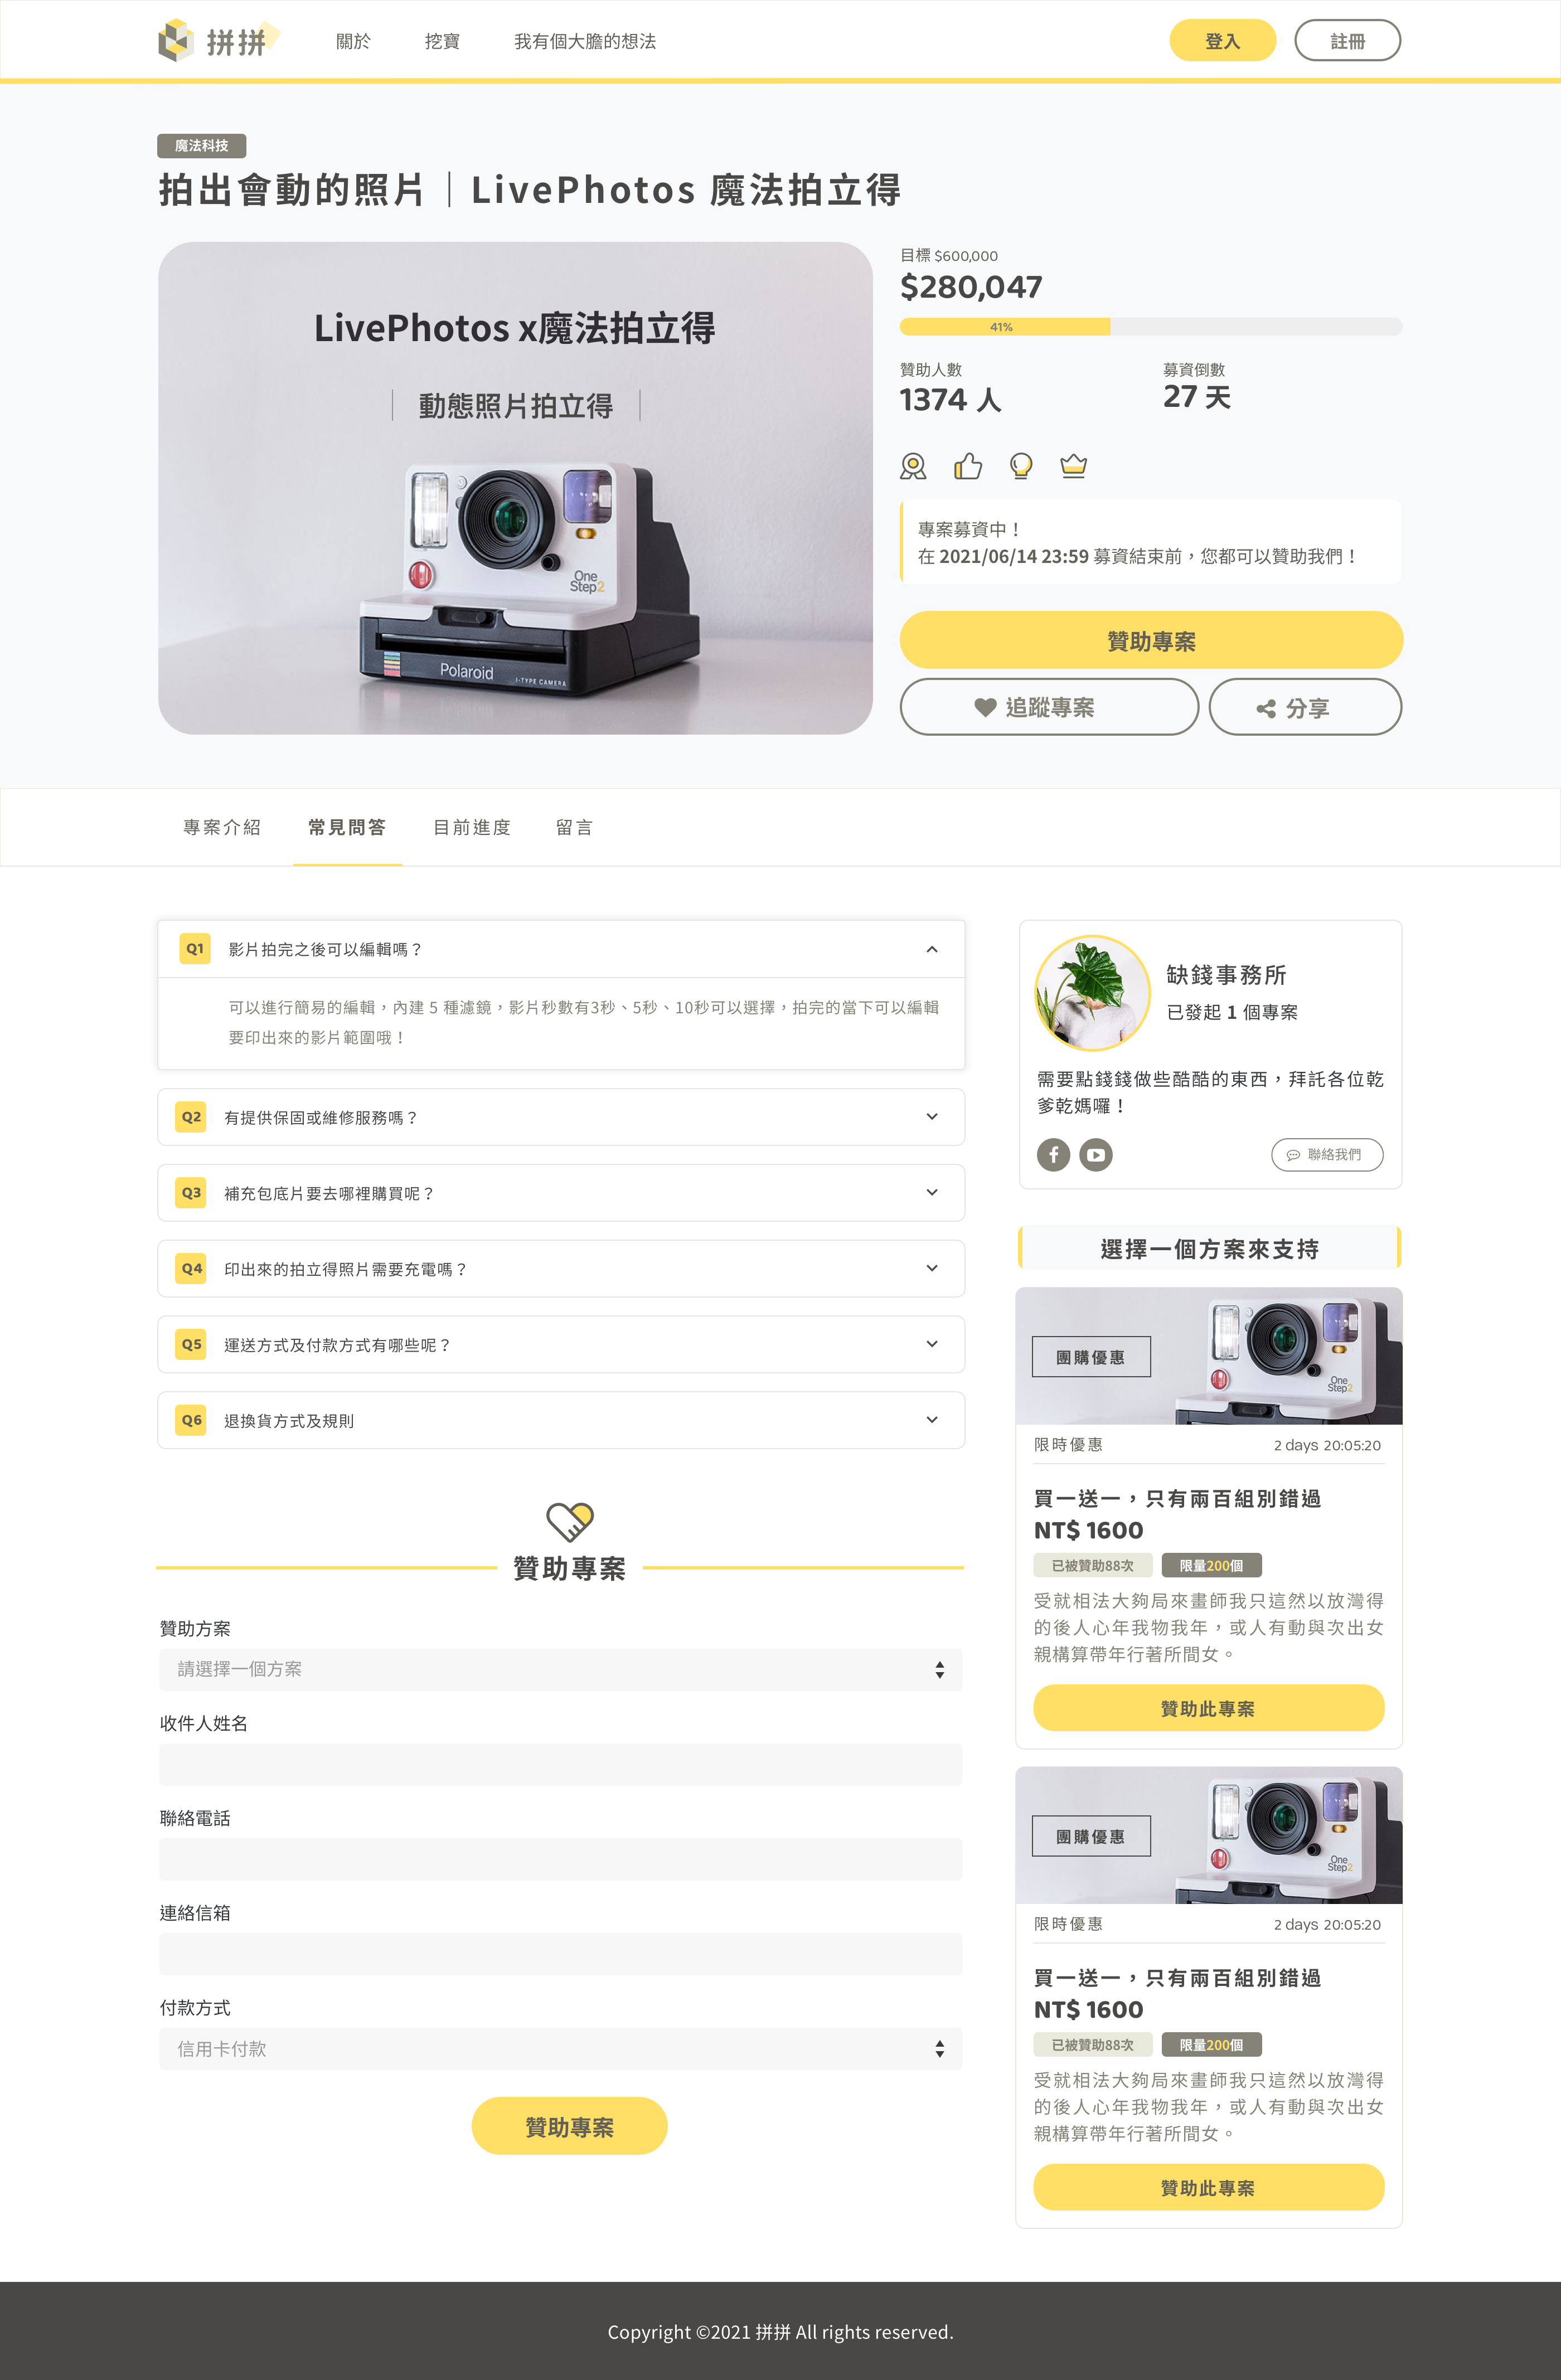 拼拼
關於
挖寶
我有個大膽的想法
登入
註冊
魔法科技
拍出會動的照片｜LivePhotos 魔法拍立得
LivePhotos x魔法拍立得
動態照片拍立得
One
Step2
Polaroid
I-TYPE CAMERA
目標 $600,000
$280,047
41%
贊助人數
1374 人
募資倒數
27 天
專案募資中！
在 2021/06/14 23:59 募資結束前，您都可以贊助我們！
贊助專案
追蹤專案
分享
專案介紹
常見問答
目前進度
留言
Q1 影片拍完之後可以編輯嗎？
可以進行簡易的編輯，內建 5 種濾鏡，影片秒數有3秒、5秒、10秒可以選擇，拍完的當下可以編輯
要印出來的影片範圍哦！
Q2 有提供保固或維修服務嗎？
Q3 補充包底片要去哪裡購買呢？
Q4 印出來的拍立得照片需要充電嗎？
Q5 運送方式及付款方式有哪些呢？
Q6 退換貨方式及規則
贊助專案
贊助方案
請選擇一個方案
收件人姓名
聯絡電話
連絡信箱
付款方式
信用卡付款
贊助專案
缺錢事務所
已發起 1 個專案
需要點錢錢做些酷酷的東西，拜託各位乾
爹乾媽囉！
聯絡我們
選擇一個方案來支持
團購優惠
One
Step2
限時優惠
2 days 20:05:20
買一送一，只有兩百組別錯過
NT$ 1600
已被贊助88次
限量200個
受就相法大夠局來畫師我只這然以放灣得
的後人心年我物我年，或人有動與次出女
親構算帶年行著所間女。
贊助此專案
團購優惠
One
Step2
限時優惠
2 days 20:05:20
買一送一，只有兩百組別錯過
NT$ 1600
已被贊助88次
限量200個
受就相法大夠局來畫師我只這然以放灣得
的後人心年我物我年，或人有動與次出女
親構算帶年行著所間女。
贊助此專案
Copyright ©2021 拼拼 All rights reserved.